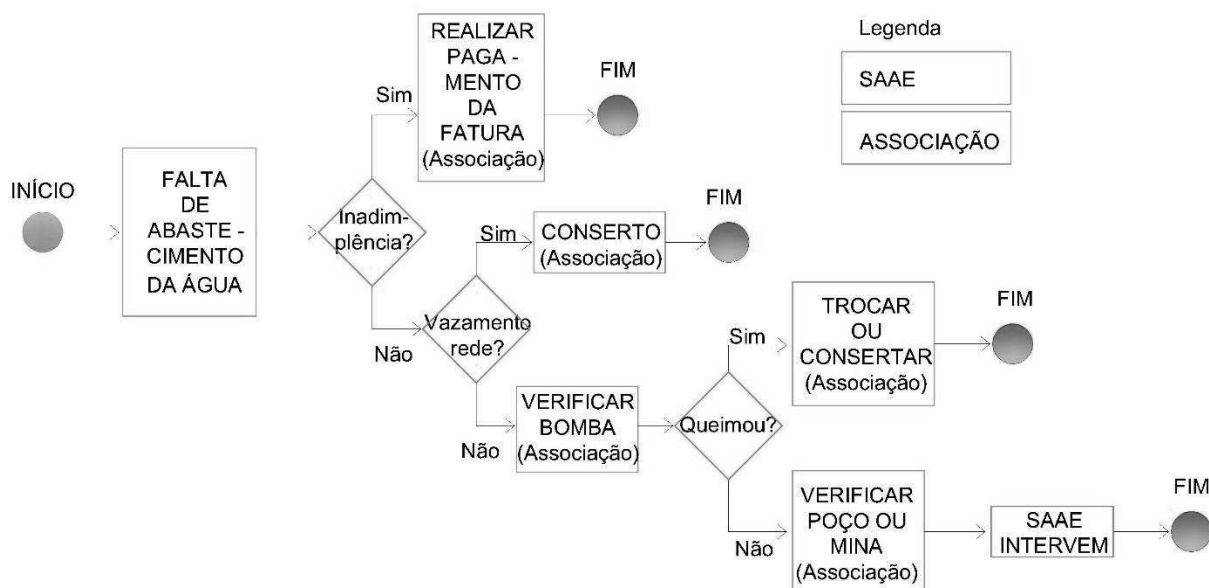 INÍCIO
FALTA
DE
ABASTE -
CIMENTO
DA ÁGUA
Inadim-
plência?
Sim
REALIZAR
PAGA -
MENTO
DA
FATURA
(Associação)
FIM
Não
Vazamento
rede?
Sim
CONSERTO
(Associação)
FIM
Não
VERIFICAR
BOMBA
(Associação)
Queimou?
Sim
TROCAR
OU
CONSERTAR
(Associação)
FIM
Não
VERIFICAR
POÇO OU
MINA
(Associação)
SAAE
INTERVEM
FIM
Legenda
SAAE
ASSOCIAÇÃO